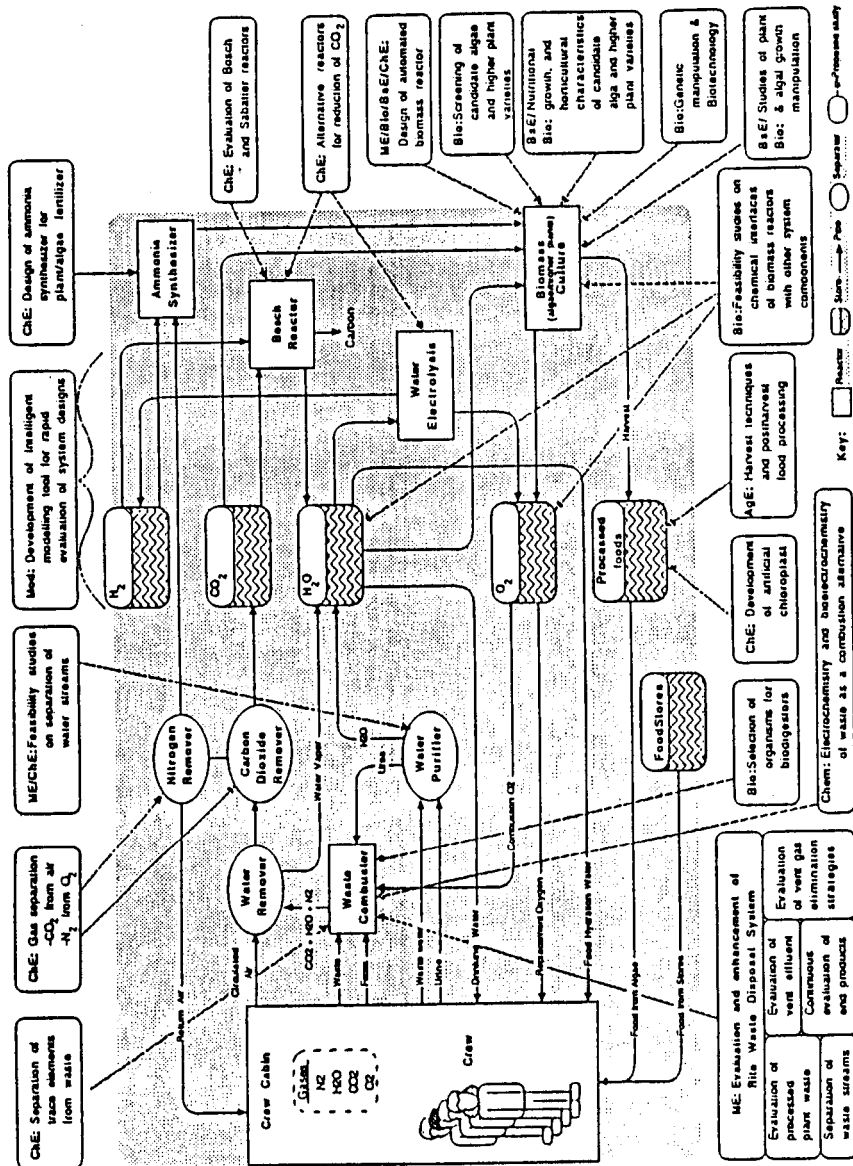 ChE: Separation of
trace elements
from waste
ChE: Gas separation
-CO2 from air
-N2 from O2
ME/ChE: Feasibility studies
on separation of
water streams
Mod: Development of intelligent
modelling tool for rapid
evaluation of system designs
ChE: Design of ammonia
synthesizer for
plant/algae fertilizer
ChE: Evaluation of Bosch
and Sabatier reactors
ChE: Alternative reactors
for reduction of CO2
ME/Bio/BsE/ChE:
Design of automated
biomass reactor
Bio:Screening of
candidate algae
and higher plant
varieties
BsE/ Nutritional
Bio: growth, and
horticultural
characteristics
of candidate
alga and higher
plant varieties
Bio:Genetic
manipulation &
Biotechnology
BsE/ Studies of plant
Bio: & algal growth
manipulation
Return Air
Nitrogen
Remover
H2
Ammonia
Synthesizer
Crew Cabin
Gases
N2
H2O
CO2
O2
Crew
Circulated
Air
Water
Remover
Carbon
Dioxide
Remover
CO2
Bosch
Reactor
Carbon
CO2 + H2O + N2
Water Vapor
H2O
Waste
Feces
Waste
Combuster
Urea
H2O
Water
Purifier
Water
Electrolysis
Waste water
Urine
Drinking Water
Combustion O2
Replacement Oxygen
O2
Biomass
Culture
Food Hydration Water
Food from Algae
Processed
foods
Harvest
Food from Stores
Food Stores
ME: Evaluation and enhancement of
Rite Waste Disposal System
Evaluation of
processed
plant waste
Evaluation of
vent effluent
Evaluation
of vent gas
elimination
strategies
Separation of
waste streams
Continuous
evaluation of
end products
Bio:Selection of
organisms for
biodigestors
ChE: Development
of artificial
chloroplast
AgE: Harvest techniques
and postharvest
food processing
Bio:Feasibility studies on
chemical interfaces
of biomass reactors
with other system
components
Chem: Electrochemistry and bioelectrochemistry
of waste as a combustion alternative
Key:
Reactor
Store
Pipe
Separator